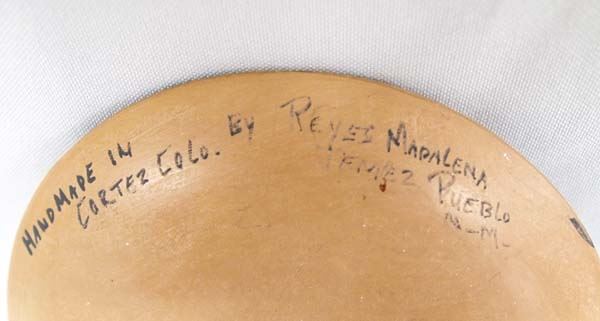 HANDMADE IN
CORTEZ COLO. BY REYES MADALENA
JEMEZ PUEBLO
N-M-